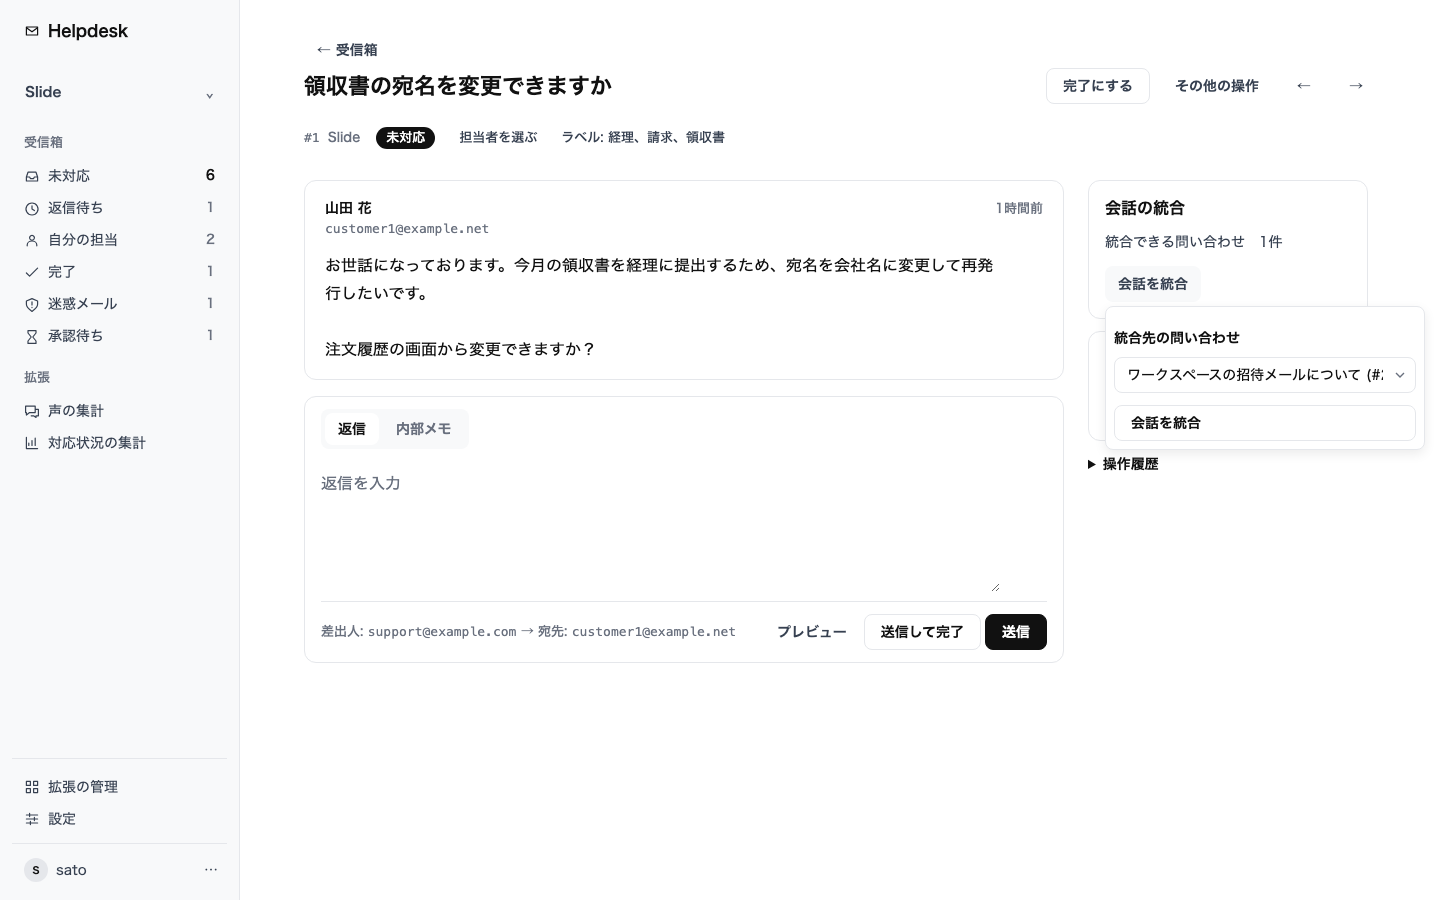 Helpdesk
Slide
受信箱
未対応 6
返信待ち 1
自分の担当 2
完了 1
迷惑メール 1
承認待ち 1
拡張
声の集計
対応状況の集計
拡張の管理
設定
S sato ...
← 受信箱
領収書の宛名を変更できますか
完了にする その他の操作 ← →
#1 Slide 未対応 担当者を選ぶ ラベル: 経理、請求、領収書
山田 花 1時間前
customer1@example.net
お世話になっております。今月の領収書を経理に提出するため、宛名を会社名に変更して再発
行したいです。
注文履歴の画面から変更できますか？
返信 内部メモ
返信を入力
差出人: support@example.com → 宛先: customer1@example.net プレビュー 送信して完了 送信
会話の統合
統合できる問い合わせ 1件
会話を統合
統合先の問い合わせ
ワークスペースの招待メールについて (#
会話を統合
▶ 操作履歴